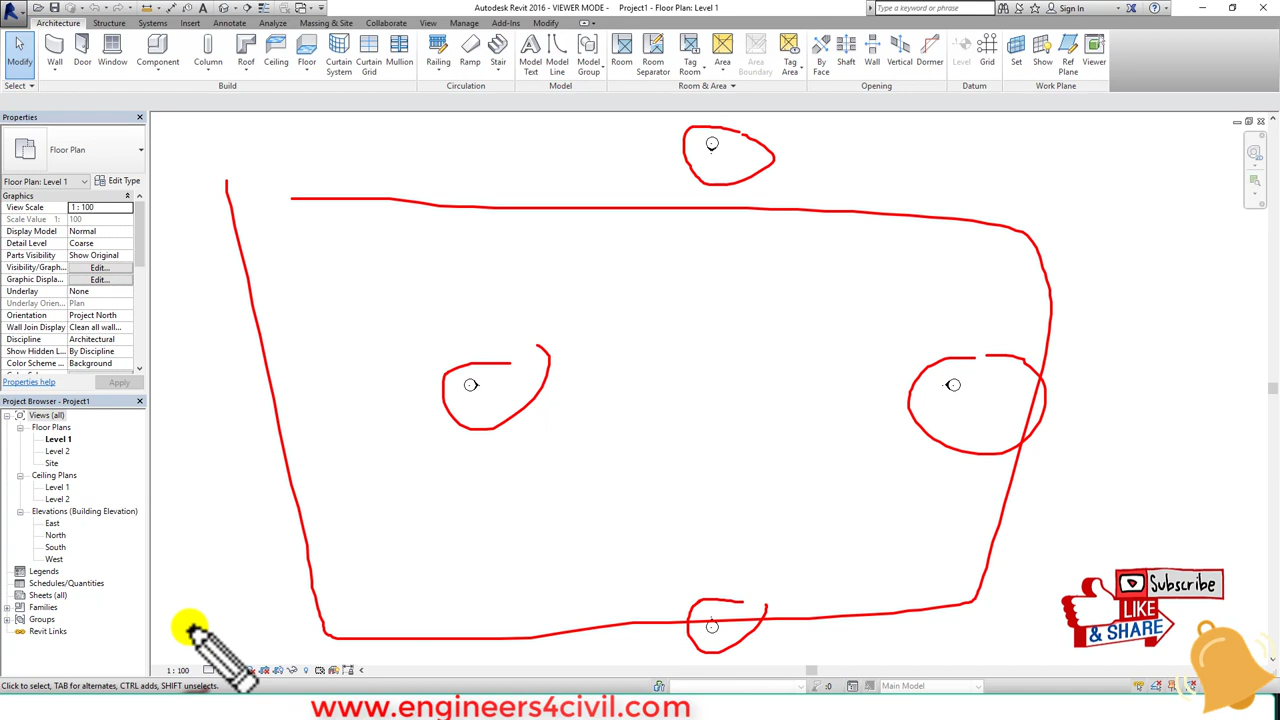 Autodesk Revit 2016 - VIEWER MODE - Project1 - Floor Plan: Level 1
Type a keyword or phrase
Sign In
Architecture Structure Systems Insert Annotate Analyze Massing & Site Collaborate View Manage Add-Ins Modify
Modify Wall Door Window Component Column Roof Ceiling Curtain System Floor Curtain Grid Mullion Railing Ramp Stair Model Text Model Line Model Group Room Room Separator Tag Room Area Area Boundary Tag Area By Face Shaft Wall Vertical Dormer Level Grid Set Show Ref Plane Viewer
Select Build Circulation Model Room & Area Opening Datum Work Plane
Properties
Floor Plan
Floor Plan: Level 1 Edit Type
Graphics
View Scale 1 : 100
Scale Value 1: 100
Display Model Normal
Detail Level Coarse
Parts Visibility Show Original
Visibility/Graph... Edit...
Graphic Displa... Edit...
Underlay None
Underlay Orien... Plan
Orientation Project North
Wall Join Display Clean all wall...
Discipline Architectural
Show Hidden L... By Discipline
Color Scheme ... Background
Properties help Apply
Project Browser - Project1
Views (all)
Floor Plans
Level 1
Level 2
Site
Ceiling Plans
Level 1
Level 2
Elevations (Building Elevation)
East
North
South
West
Legends
Schedules/Quantities
Sheets (all)
Families
Groups
Revit Links
Subscribe
LIKE
& SHARE
1 : 100
Click to select, TAB for alternates, CTRL adds, SHIFT unselects.
:0
Main Model
www.engineers4civil.com